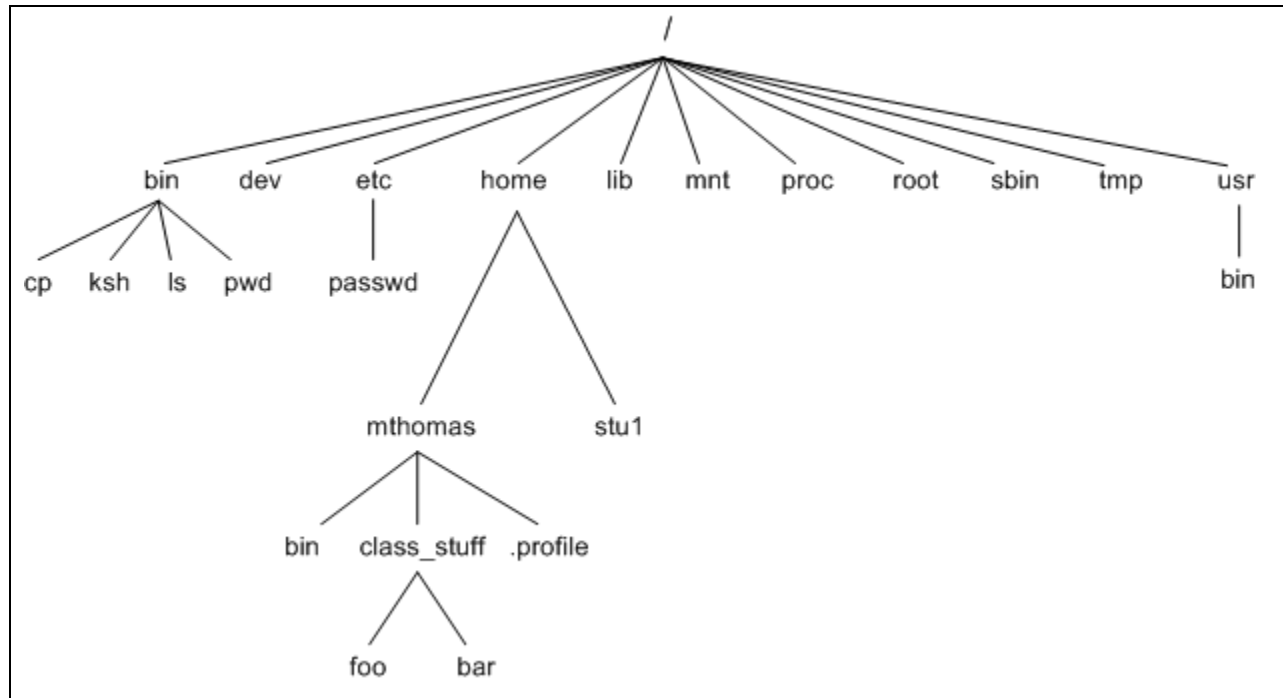 /
bin dev etc home lib mnt proc root sbin tmp usr
cp ksh ls pwd passwd bin
mthomas stu1
bin class_stuff .profile
foo bar